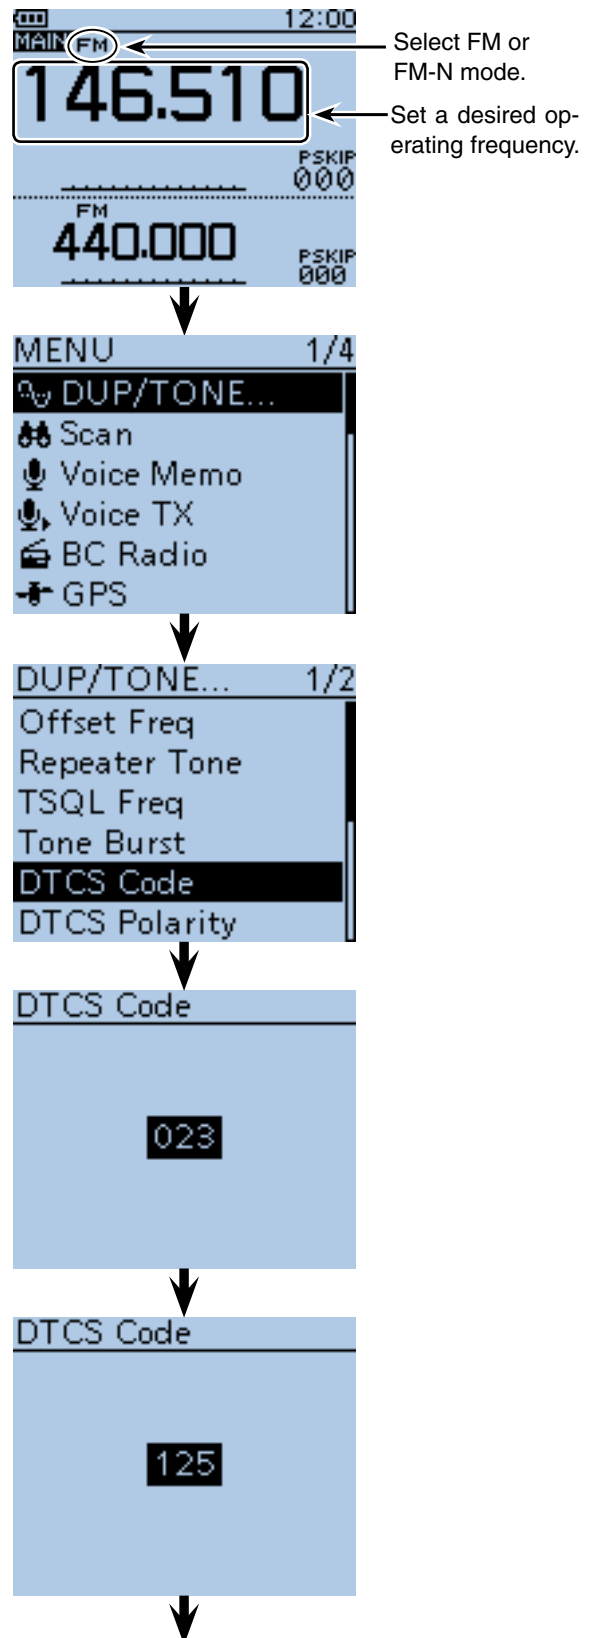 12:00
MAIN FM
Select FM or
FM-N mode.
146.510
Set a desired op-
erating frequency.
PSKIP
000
FM
440.000
PSKIP
000
MENU 1/4
DUP/TONE...
Scan
Voice Memo
Voice TX
BC Radio
GPS
DUP/TONE... 1/2
Offset Freq
Repeater Tone
TSQL Freq
Tone Burst
DTCS Code
DTCS Polarity
DTCS Code
023
DTCS Code
125